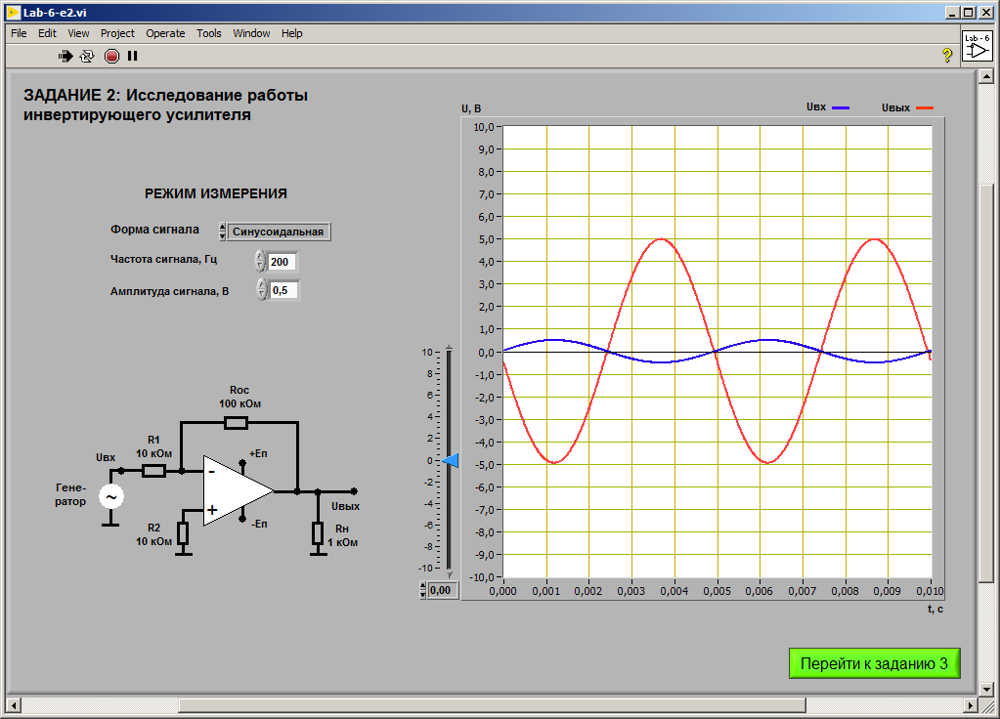 Lab-6-e2.vi
File Edit View Project Operate Tools Window Help
?
Lab - 6
ЗАДАНИЕ 2: Исследование работы
инвертирующего усилителя
РЕЖИМ ИЗМЕРЕНИЯ
Форма сигнала Синусоидальная
Частота сигнала, Гц 200
Амплитуда сигнала, В 0,5
Rос
100 кОм
R1
10 кОм
Uвх
+Eп
Гене-
ратор
~
-
+
Uвых
-Eп
R2
10 кОм
Rн
1 кОм
10
8
6
4
2
0
-2
-4
-6
-8
-10
0,00
U, В
Uвх Uвых
10,0
9,0
8,0
7,0
6,0
5,0
4,0
3,0
2,0
1,0
0,0
-1,0
-2,0
-3,0
-4,0
-5,0
-6,0
-7,0
-8,0
-9,0
-10,0
0,000 0,001 0,002 0,003 0,004 0,005 0,006 0,007 0,008 0,009 0,010
t, с
Перейти к заданию 3